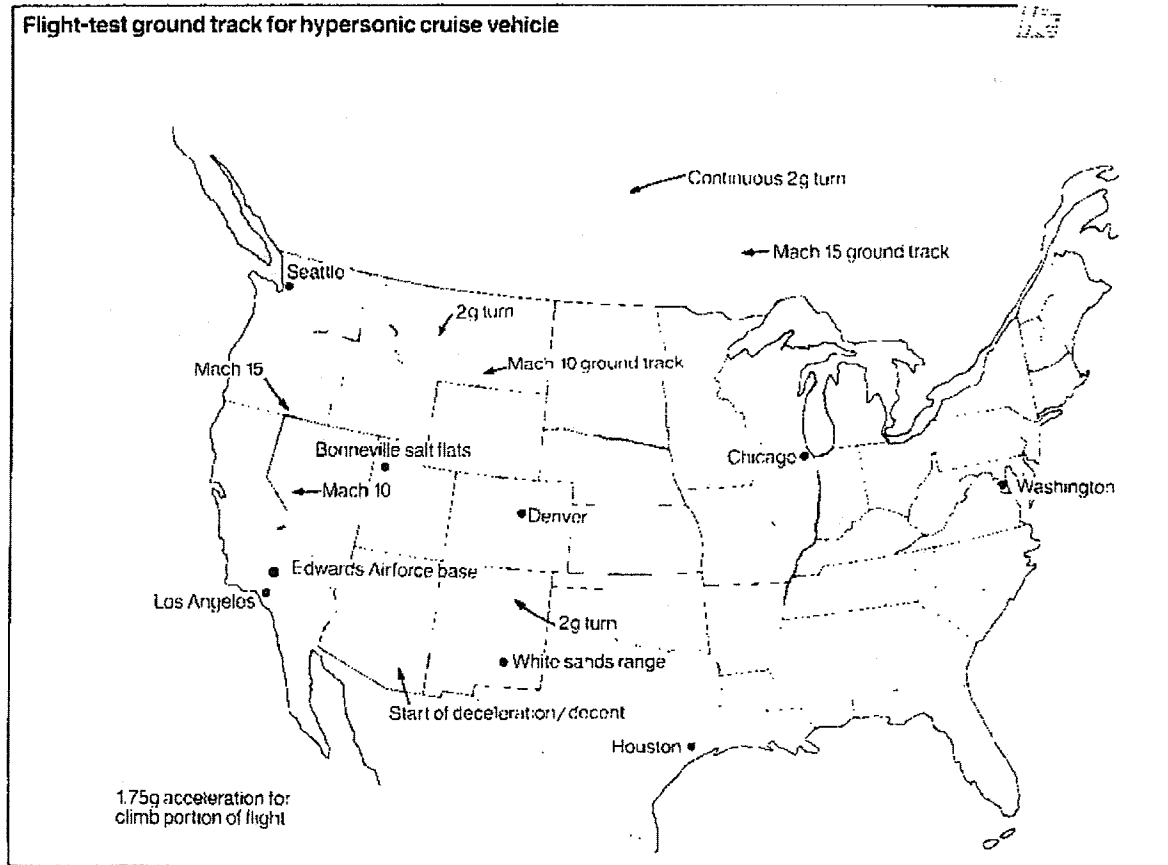 Flight-test ground track for hypersonic cruise vehicle
Continuous 2g turn
Mach 15 ground track
Seattle
2g turn
Mach 15
Mach 10 ground track
Bonneville salt flats
Chicago
Mach 10
Washington
Denver
Edwards Airforce base
Los Angeles
2g turn
White sands range
Start of deceleration/decent
Houston
1.75g acceleration for
climb portion of flight